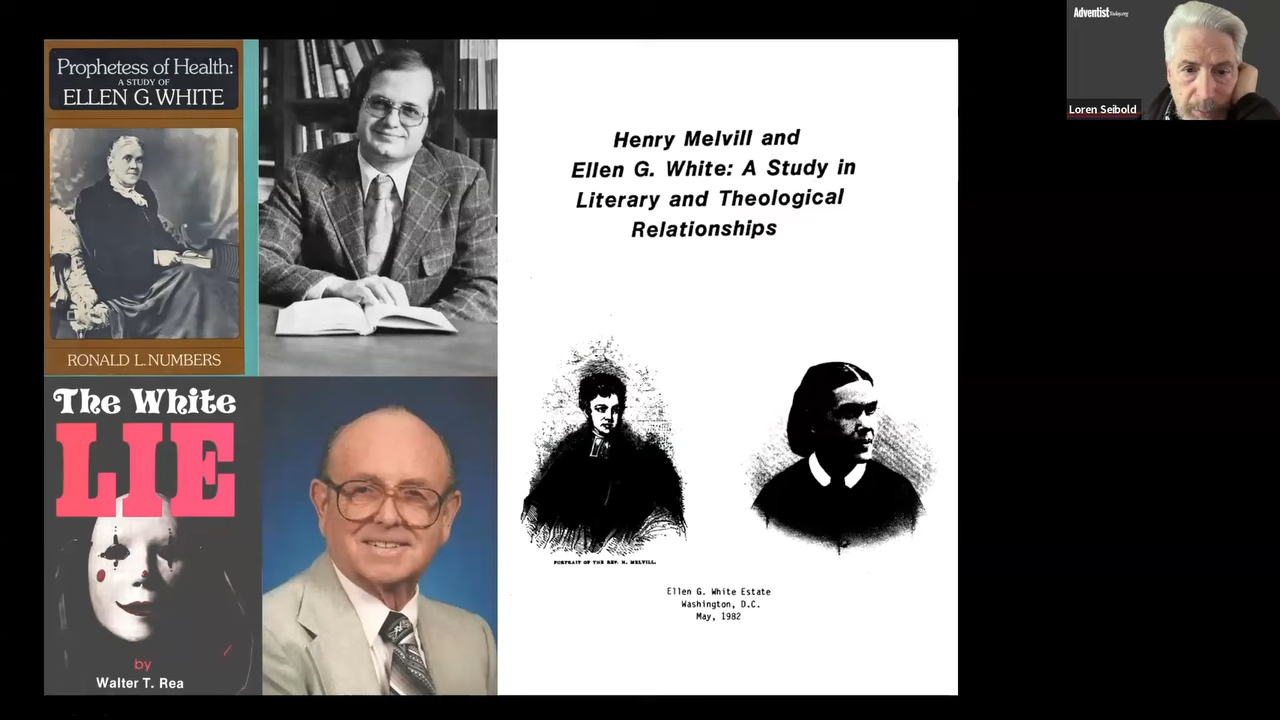 Prophetess of Health:
A STUDY OF
ELLEN G. WHITE
RONALD L. NUMBERS
The White
LIE
by
Walter T. Rea
Henry Melvill and
Ellen G. White: A Study in
Literary and Theological
Relationships
PORTRAIT OF THE REV. H. MELVILL.
Ellen G. White Estate
Washington, D.C.
May, 1982
AdventistToday.org
Loren Seibold